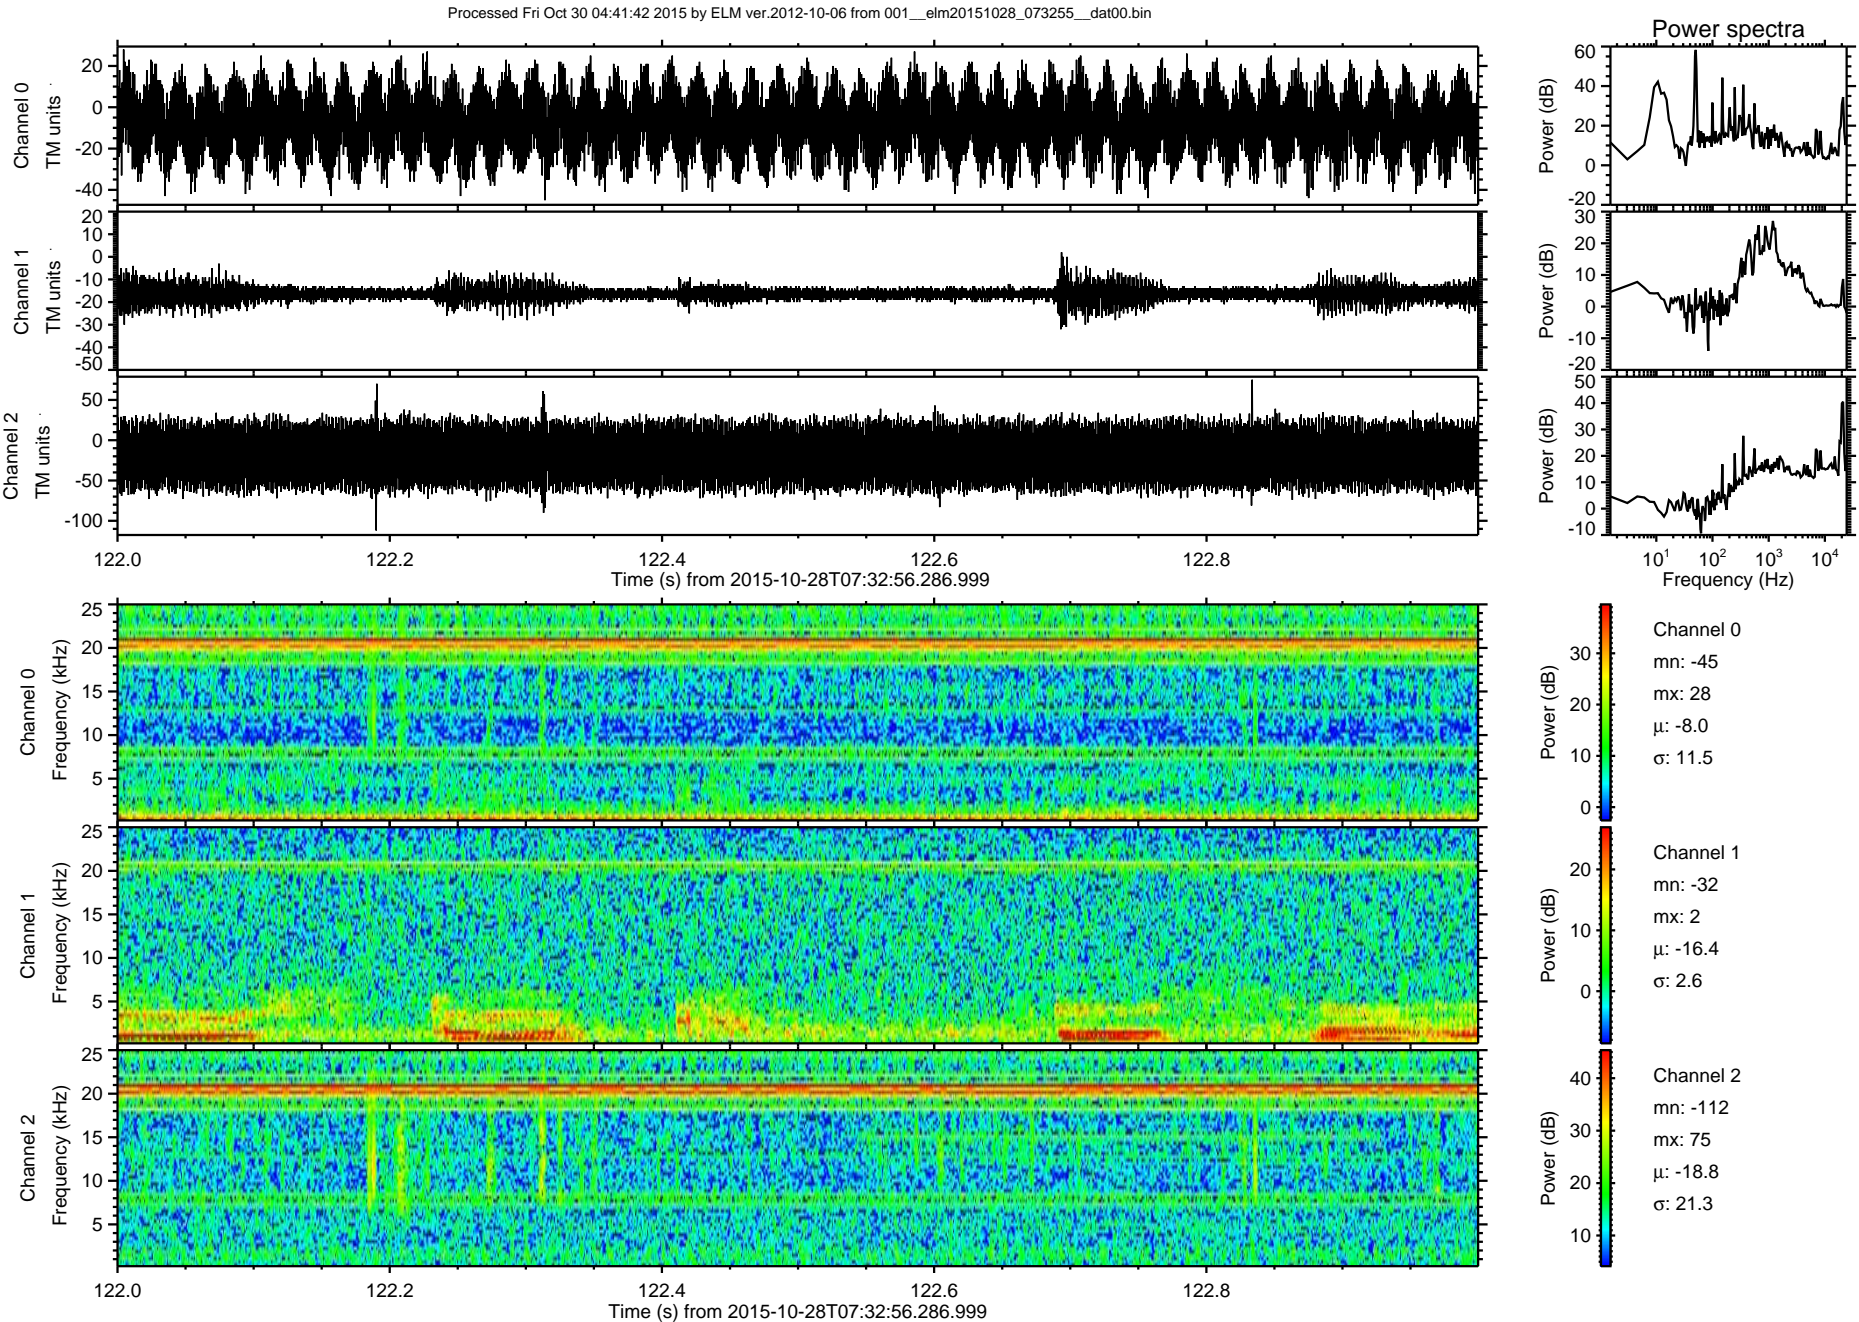 Processed Fri Oct 30 04:41:42 2015 by ELM ver.2012-10-06 from 001__elm20151028_073255__dat00.bin
Power spectra
Channel 0
TM units
20
0
-20
-40
Power (dB)
60
40
20
0
-20
Channel 1
TM units
20
10
0
-10
-20
-30
-40
-50
Power (dB)
30
20
10
0
-10
-20
Channel 2
TM units
50
0
-50
-100
Power (dB)
50
40
30
20
10
0
-10
122.0 122.2 122.4 122.6 122.8
Time (s) from 2015-10-28T07:32:56.286.999
10¹ 10² 10³ 10⁴
Frequency (Hz)
Channel 0
Frequency (kHz)
25
20
15
10
5
Power (dB)
30
20
10
0
Channel 0
mn: -45
mx: 28
μ: -8.0
σ: 11.5
Channel 1
Frequency (kHz)
25
20
15
10
5
Power (dB)
20
10
0
Channel 1
mn: -32
mx: 2
μ: -16.4
σ: 2.6
Channel 2
Frequency (kHz)
25
20
15
10
5
Power (dB)
40
30
20
10
Channel 2
mn: -112
mx: 75
μ: -18.8
σ: 21.3
122.0 122.2 122.4 122.6 122.8
Time (s) from 2015-10-28T07:32:56.286.999